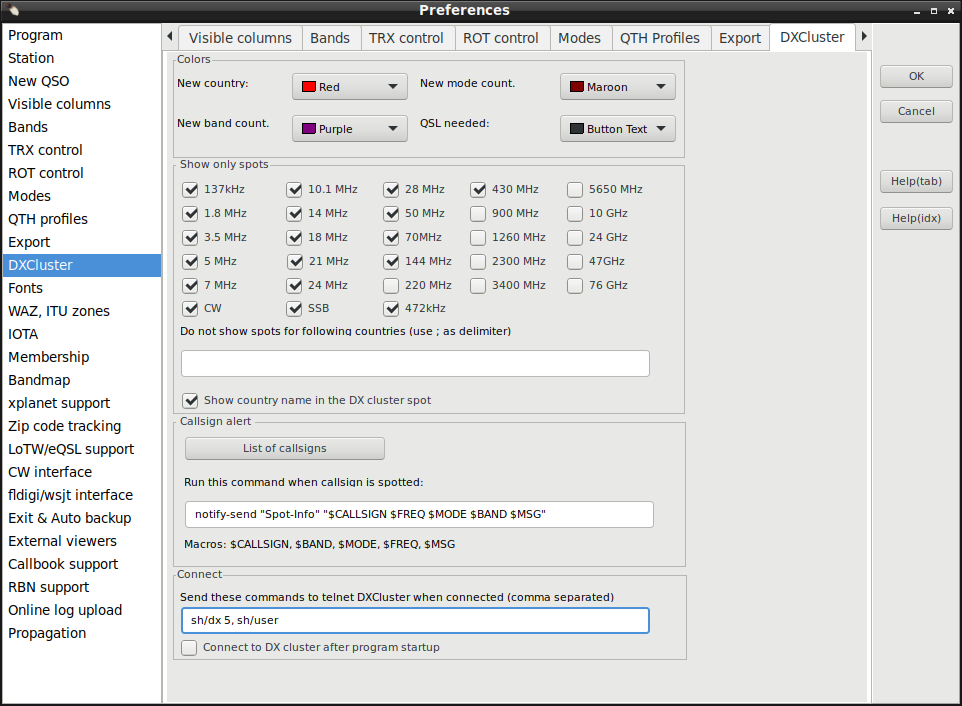 Preferences
Program
Station
New QSO
Visible columns
Bands
TRX control
ROT control
Modes
QTH profiles
Export
DXCluster
Fonts
WAZ, ITU zones
IOTA
Membership
Bandmap
xplanet support
Zip code tracking
LoTW/eQSL support
CW interface
fldigi/wsjt interface
Exit & Auto backup
External viewers
Callbook support
RBN support
Online log upload
Propagation
Visible columns Bands TRX control ROT control Modes QTH Profiles Export DXCluster
Colors
New country: Red New mode count. Maroon
New band count. Purple QSL needed: Button Text
Show only spots
137kHz 10.1 MHz 28 MHz 430 MHz 5650 MHz
1.8 MHz 14 MHz 50 MHz 900 MHz 10 GHz
3.5 MHz 18 MHz 70MHz 1260 MHz 24 GHz
5 MHz 21 MHz 144 MHz 2300 MHz 47GHz
7 MHz 24 MHz 220 MHz 3400 MHz 76 GHz
CW SSB 472kHz
Do not show spots for following countries (use ; as delimiter)
Show country name in the DX cluster spot
Callsign alert
List of callsigns
Run this command when callsign is spotted:
notify-send "Spot-Info" "$CALLSIGN $FREQ $MODE $BAND $MSG"
Macros: $CALLSIGN, $BAND, $MODE, $FREQ, $MSG
Connect
Send these commands to telnet DXCluster when connected (comma separated)
sh/dx 5, sh/user
Connect to DX cluster after program startup
OK
Cancel
Help(tab)
Help(idx)